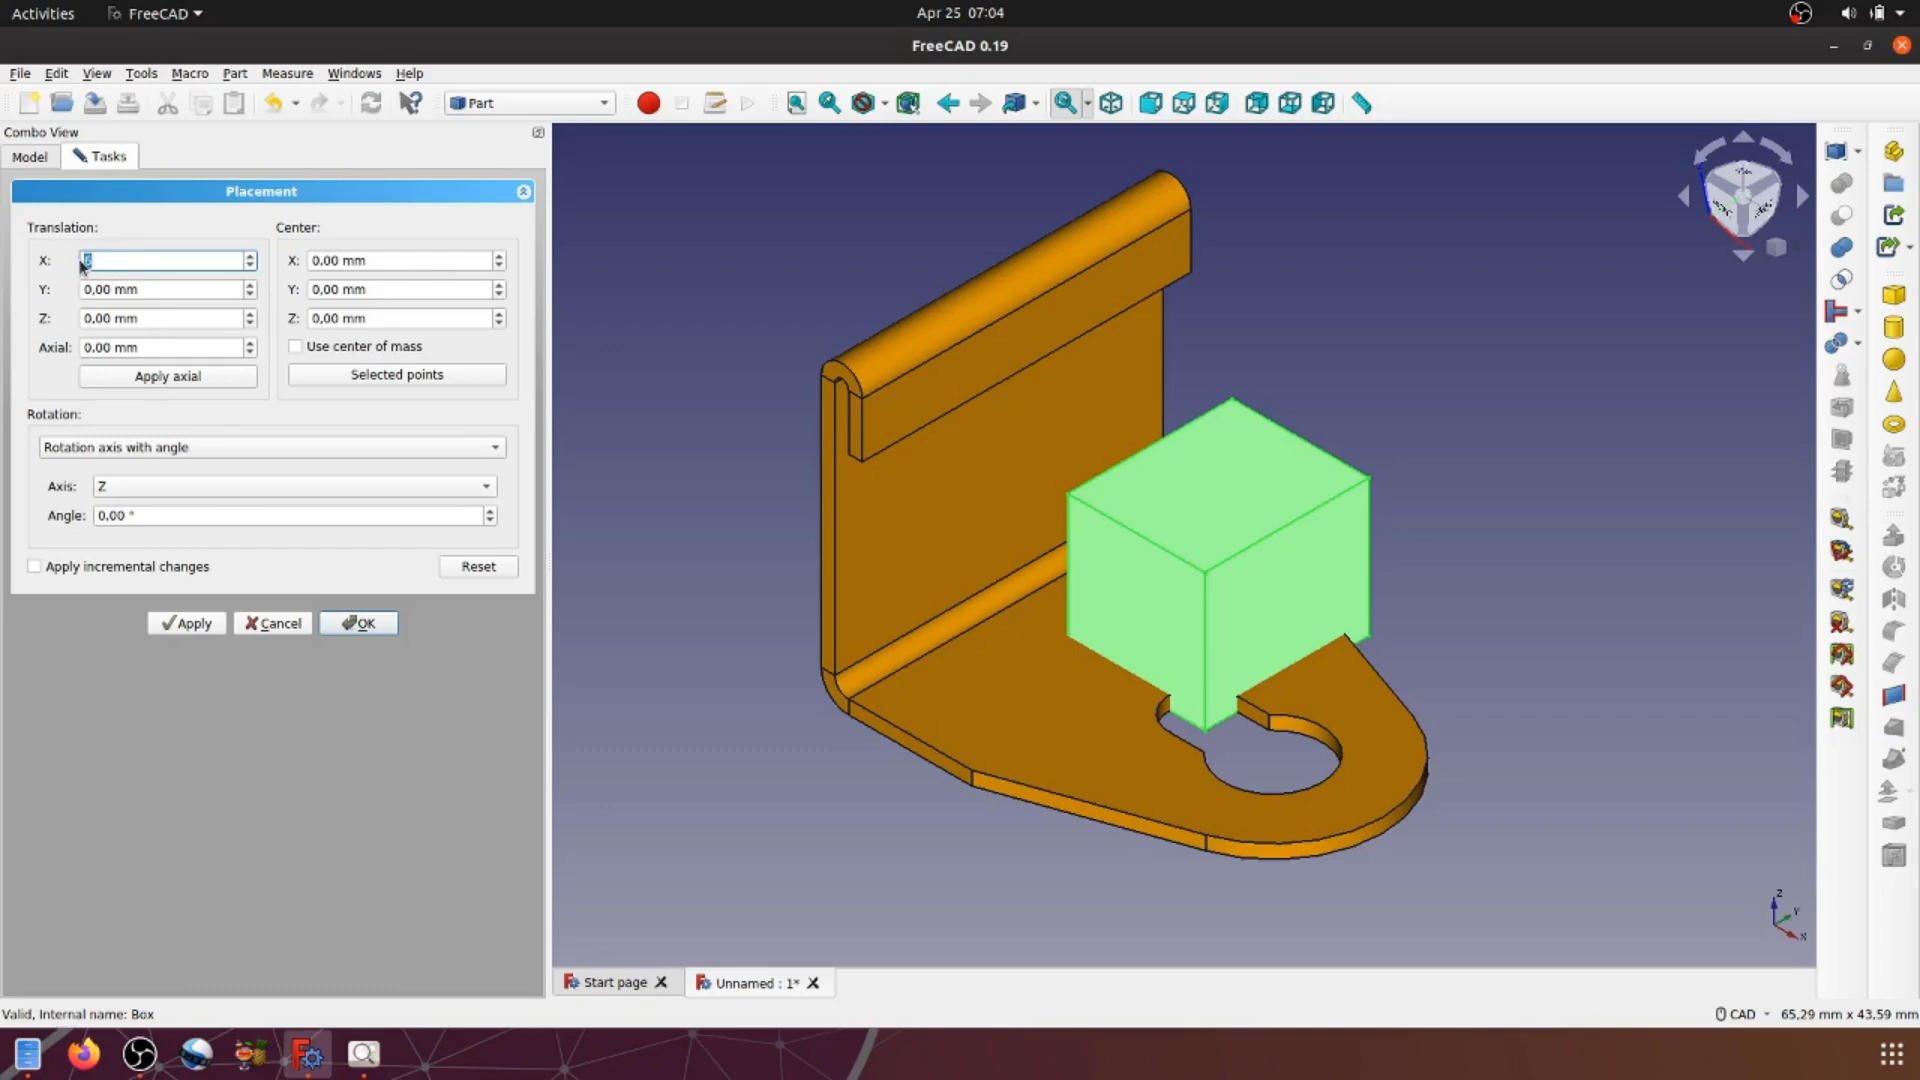 Activities FreeCAD Apr 25 07:04
FreeCAD 0.19
File Edit View Tools Macro Part Measure Windows Help
Part
Combo View
Model Tasks
Placement
Translation: Center:
X: X: 0,00 mm
Y: 0,00 mm Y: 0,00 mm
Z: 0,00 mm Z: 0,00 mm
Axial: 0,00 mm Use center of mass
Apply axial Selected points
Rotation:
Rotation axis with angle
Axis: Z
Angle: 0,00 °
Apply incremental changes Reset
Apply Cancel OK
Z
Y
X
Start page Unnamed : 1*
Valid, Internal name: Box CAD 65,29 mm x 43,59 mm